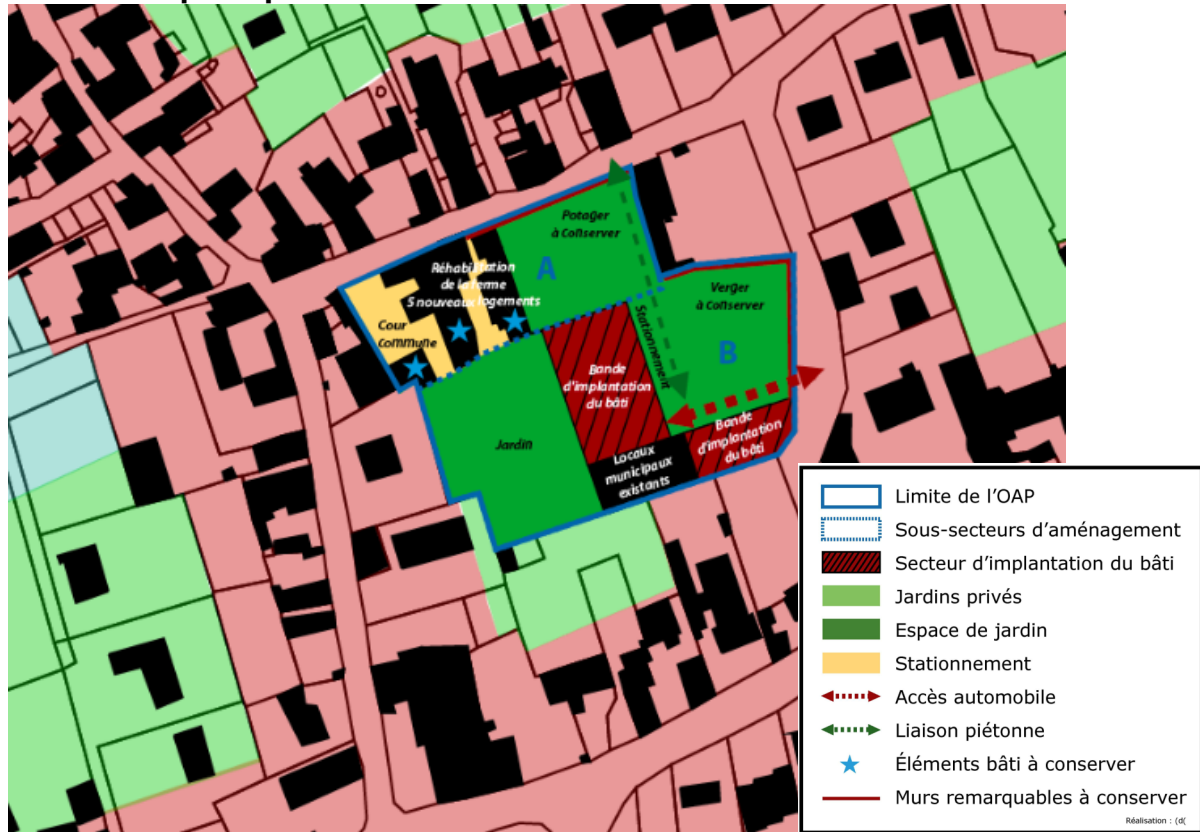 Potager
à Conserver
A
Réhabilitation
de la ferme
5 nouveaux logements
Cour
commune
Verger
à Conserver
Stationnement
B
Bande
d'implantation
du bâti
Jardin
Bande
d'implantation
du bâti
Locaux
municipaux
existants
Limite de l'OAP
Sous-secteurs d'aménagement
Secteur d'implantation du bâti
Jardins privés
Espace de jardin
Stationnement
Accès automobile
Liaison piétonne
Éléments bâti à conserver
Murs remarquables à conserver
Réalisation : (d(